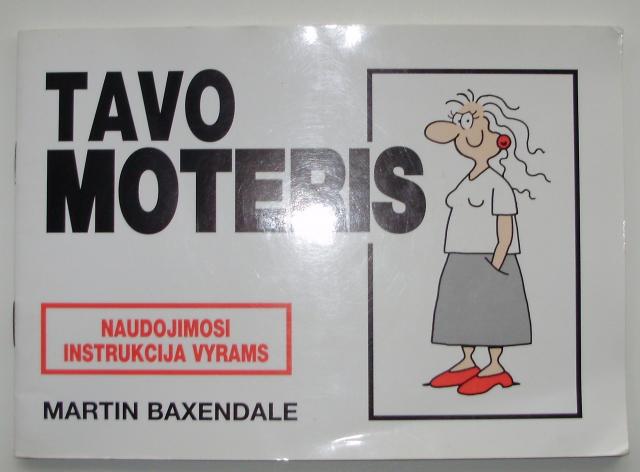 TAVO
MOTERIS
NAUDOJIMOSI
INSTRUKCIJA VYRAMS
MARTIN BAXENDALE